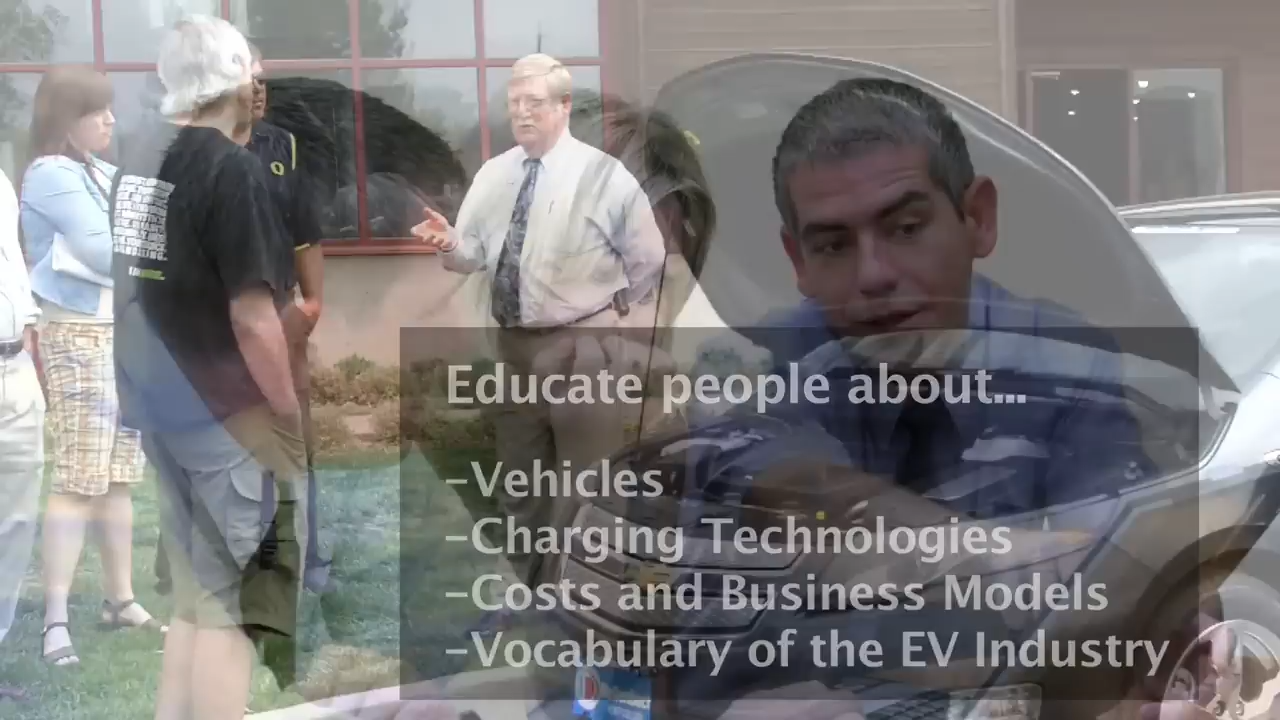 Educate people about...
-Vehicles
-Charging Technologies
-Costs and Business Models
-Vocabulary of the EV Industry